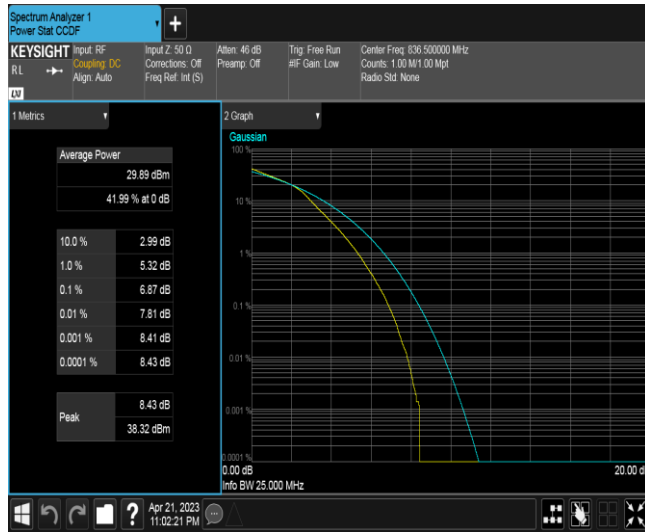 Spectrum Analyzer 1
Power Stat CCDF
KEYSIGHT
RL
Input: RF
Coupling: DC
Align: Auto
Input Z: 50 Ω
Corrections: Off
Freq Ref: Int (S)
Atten: 46 dB
Preamp: Off
Trig: Free Run
#IF Gain: Low
Center Freq: 836.500000 MHz
Counts: 1.00 M/1.00 Mpt
Radio Std: None
1 Metrics
Average Power
29.89 dBm
41.99 % at 0 dB
10.0 % 2.99 dB
1.0 % 5.32 dB
0.1 % 6.87 dB
0.01 % 7.81 dB
0.001 % 8.41 dB
0.0001 % 8.43 dB
Peak
8.43 dB
38.32 dBm
2 Graph
Gaussian
100 %
10 %
1 %
0.1 %
0.01 %
0.001 %
0.0001 %
0.00 dB 20.00 d
Info BW 25.000 MHz
?
Apr 21, 2023
11:02:21 PM